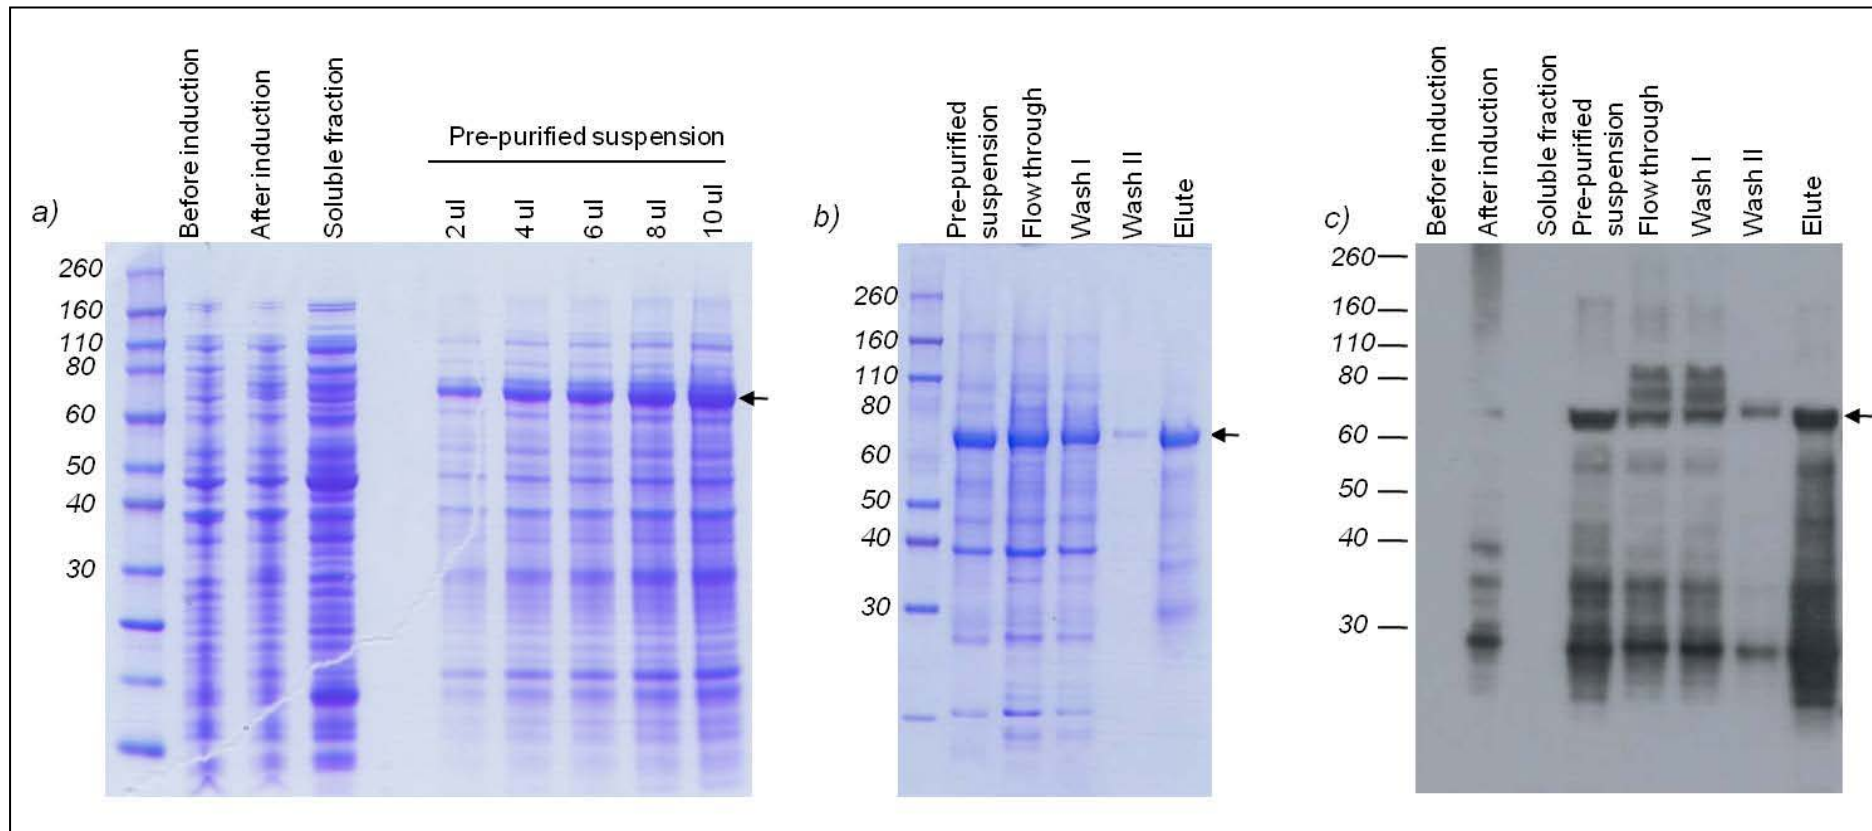 a)
Before induction
After induction
Soluble fraction
Pre-purified suspension
2 ul
4 ul
6 ul
8 ul
10 ul
260
160
110
80
60
50
40
30
b)
Pre-purified
suspension
Flow through
Wash I
Wash II
Elute
260
160
110
80
60
50
40
30
c)
Before induction
After induction
Soluble fraction
Pre-purified
suspension
Flow through
Wash I
Wash II
Elute
260
160
110
80
60
50
40
30